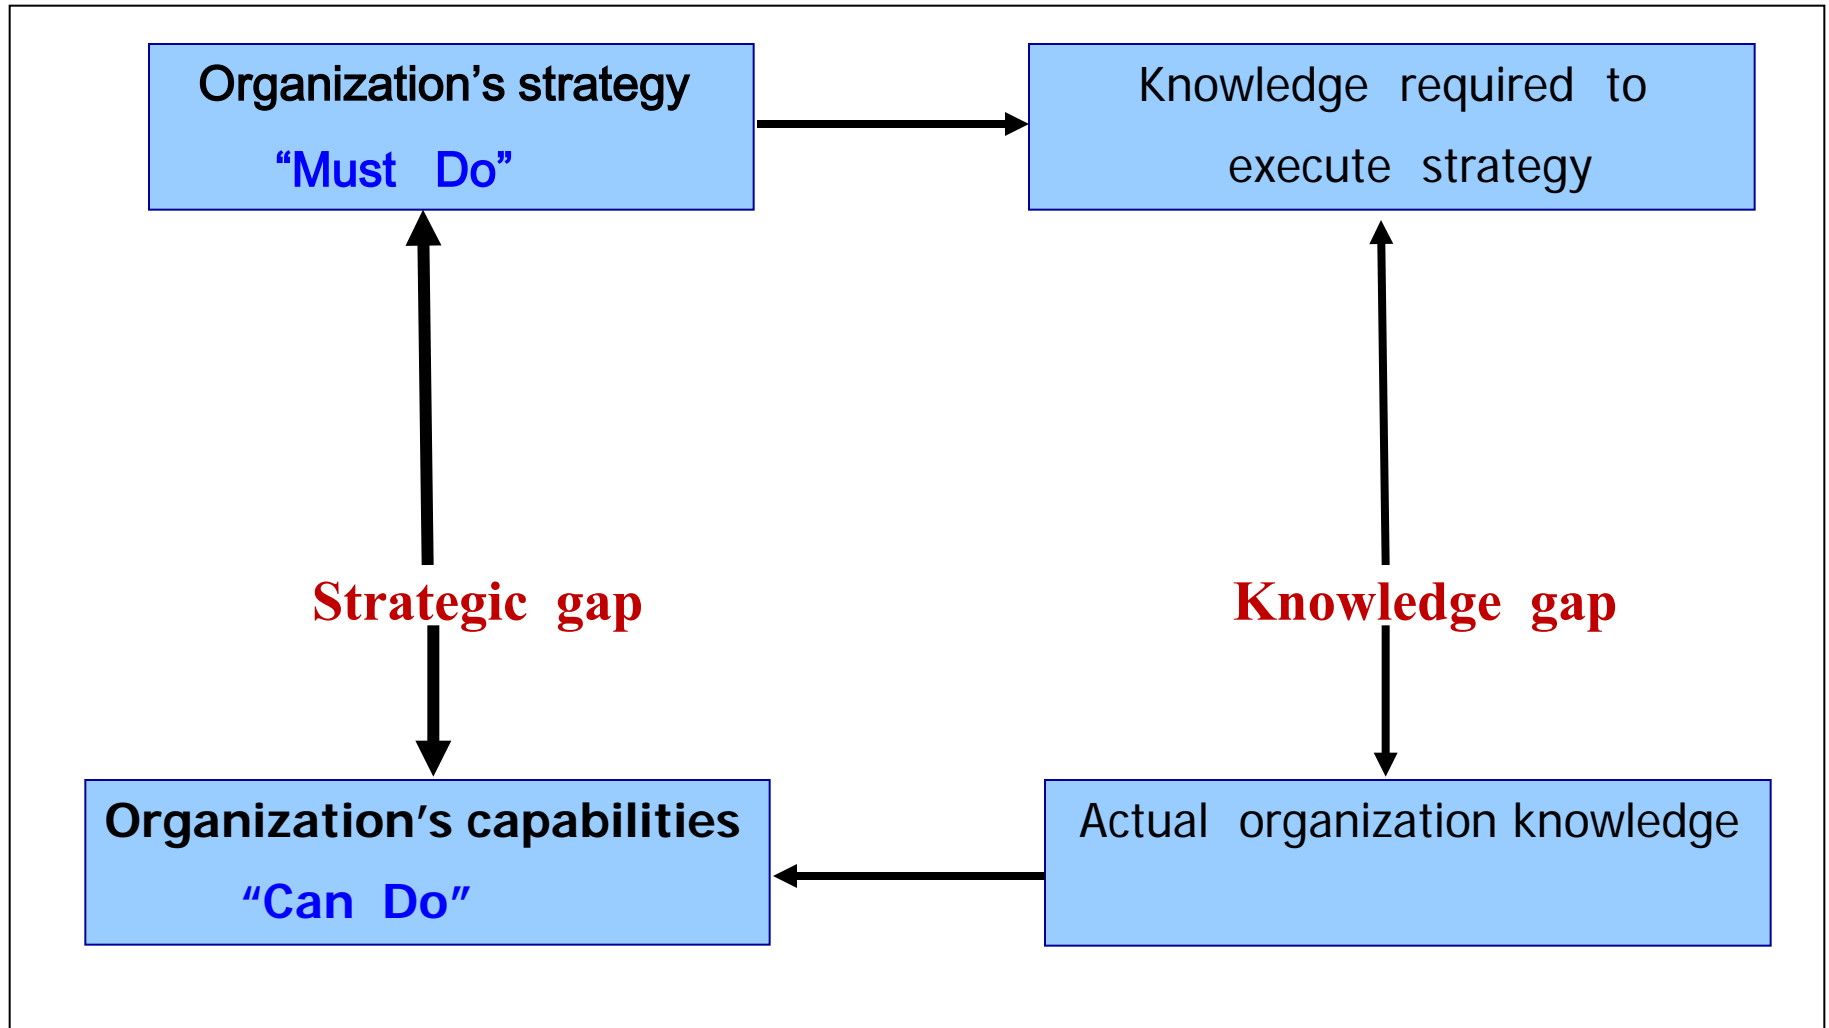 Organization’s strategy
“Must Do”
Knowledge required to
execute strategy
Strategic gap
Knowledge gap
Organization’s capabilities
“Can Do”
Actual organization knowledge